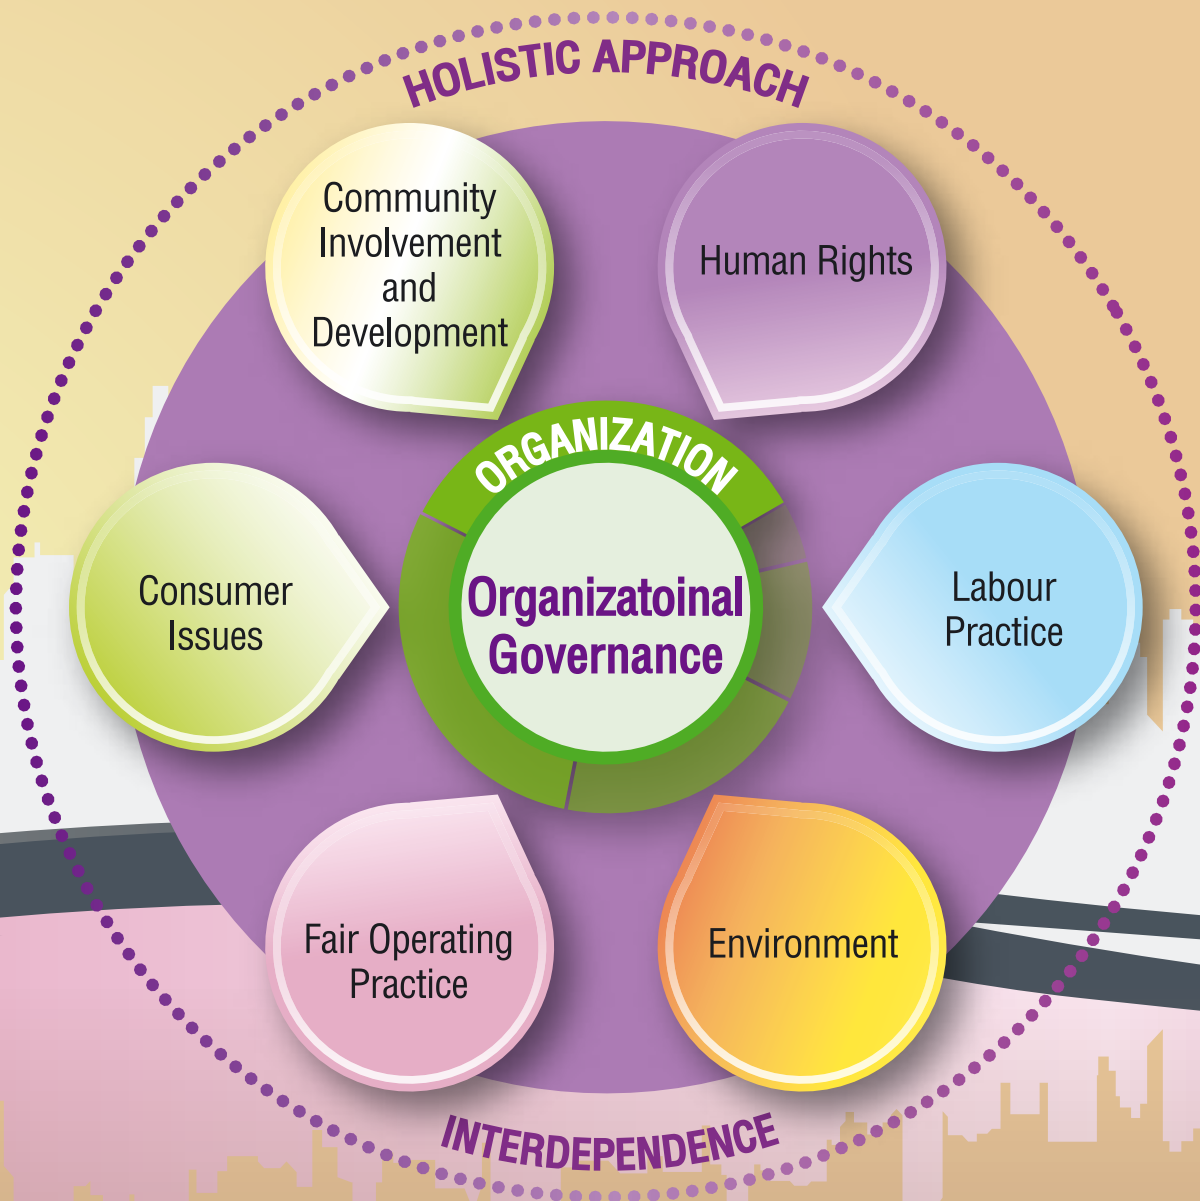 HOLISTIC APPROACH
Community
Involvement
and
Development
Human Rights
ORGANIZATION
Organizatoinal
Governance
Consumer
Issues
Labour
Practice
Fair Operating
Practice
Environment
INTERDEPENDENCE